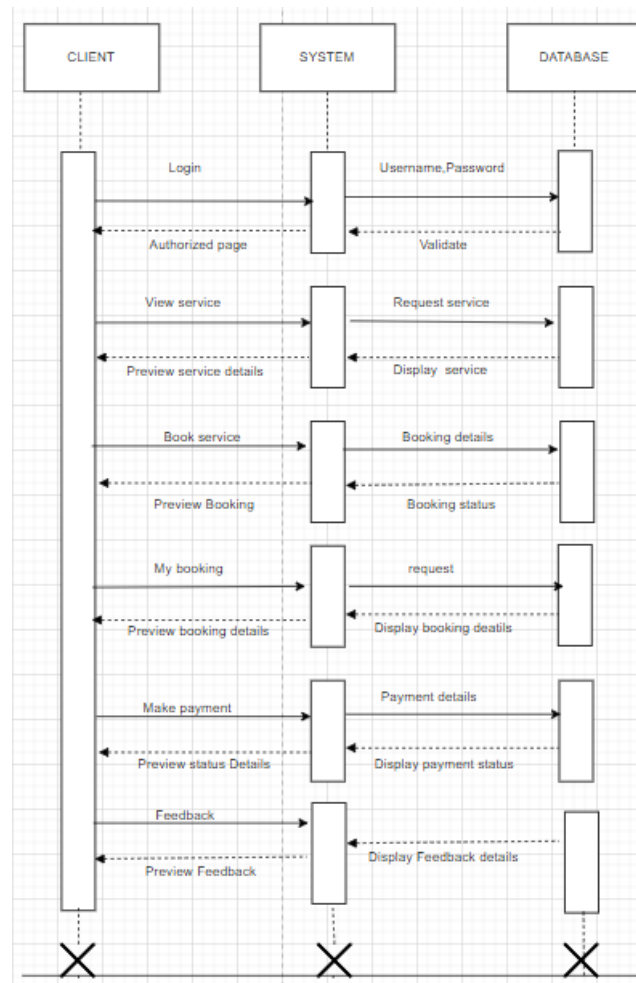 CLIENT
SYSTEM
DATABASE
Login
Username,Password
Authorized page
Validate
View service
Request service
Preview service details
Display service
Book service
Booking details
Preview Booking
Booking status
My booking
request
Preview booking details
Display booking deatils
Make payment
Payment details
Preview status Details
Display payment status
Feedback
Display Feedback details
Preview Feedback